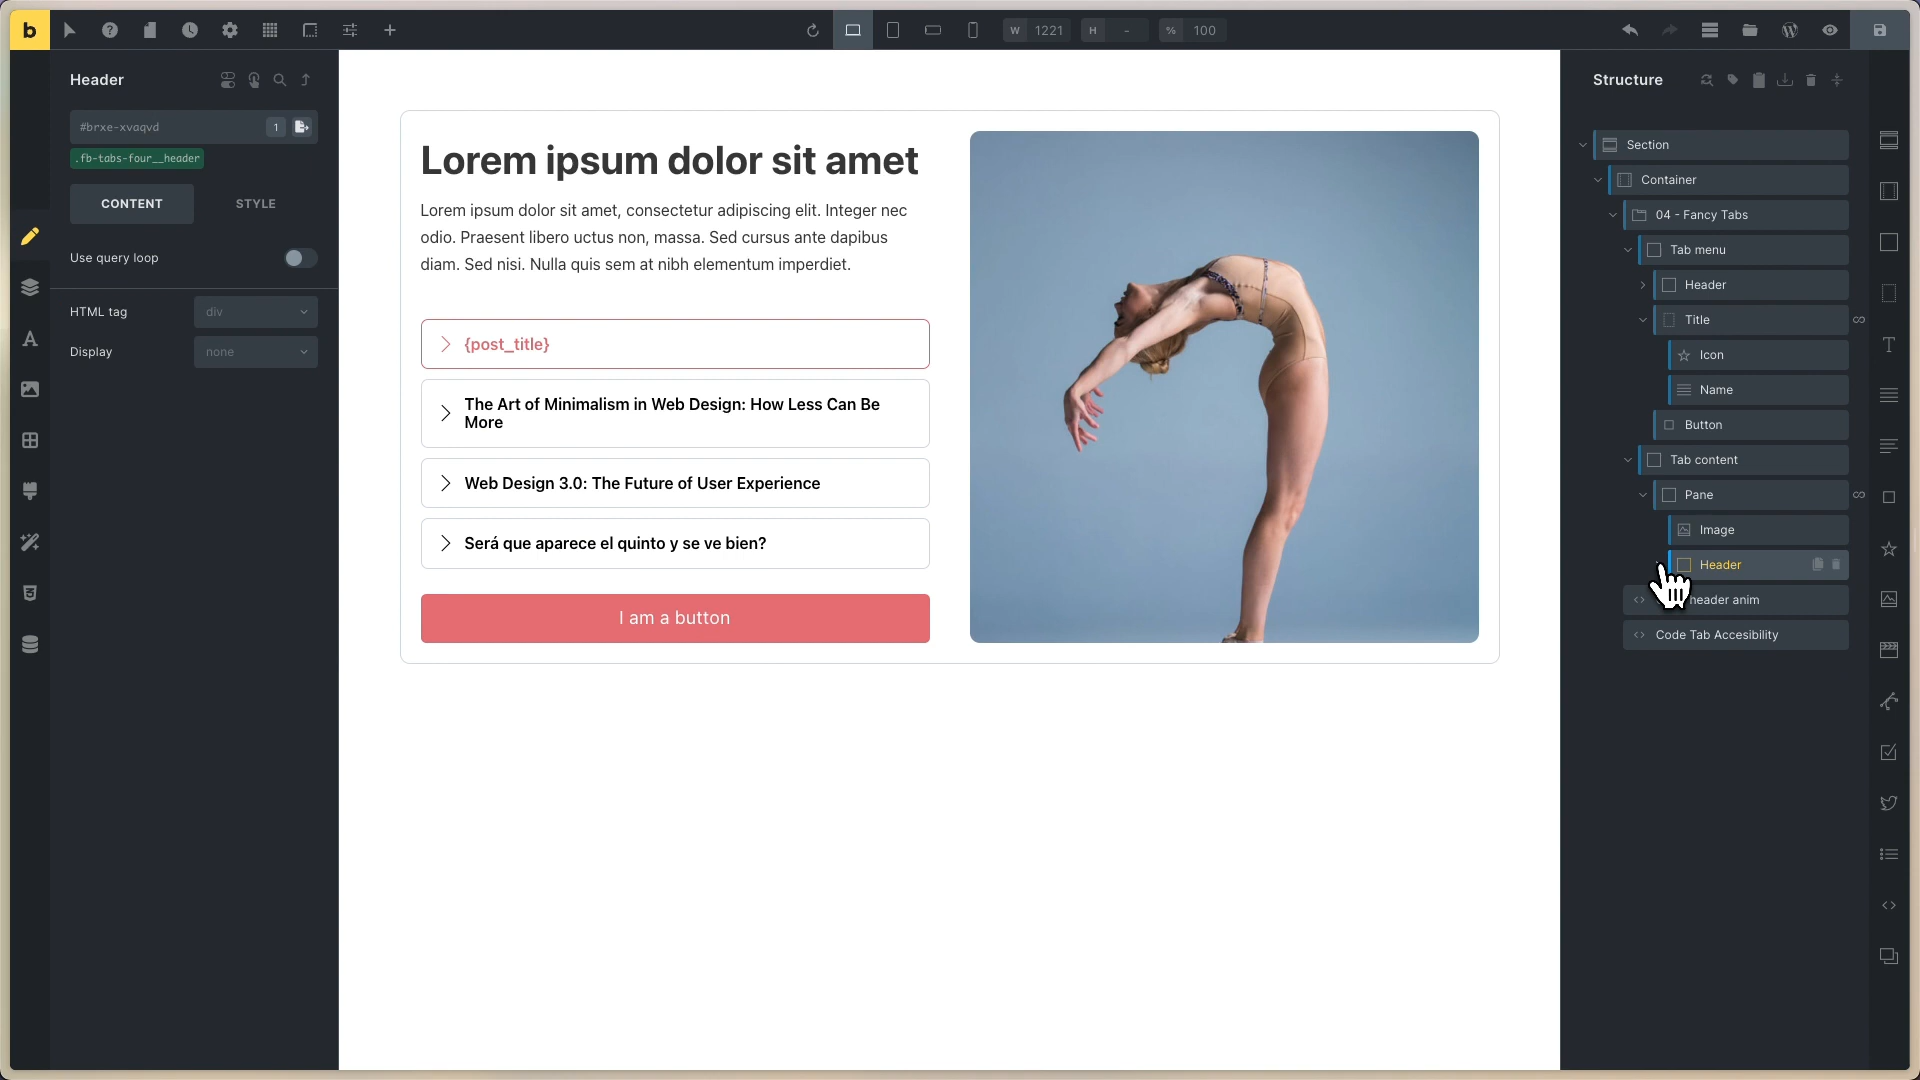 b
W 1221 H - % 100
Header
#brxe-xvaqvd 1
.fb-tabs-four__header
CONTENT STYLE
Use query loop
HTML tag div
Display none
Lorem ipsum dolor sit amet
Lorem ipsum dolor sit amet, consectetur adipiscing elit. Integer nec
odio. Praesent libero uctus non, massa. Sed cursus ante dapibus
diam. Sed nisi. Nulla quis sem at nibh elementum imperdiet.
{post_title}
The Art of Minimalism in Web Design: How Less Can Be
More
Web Design 3.0: The Future of User Experience
Será que aparece el quinto y se ve bien?
I am a button
Structure
Section
Container
04 - Fancy Tabs
Tab menu
Header
Title
Icon
Name
Button
Tab content
Pane
Image
Header
header anim
Code Tab Accesibility